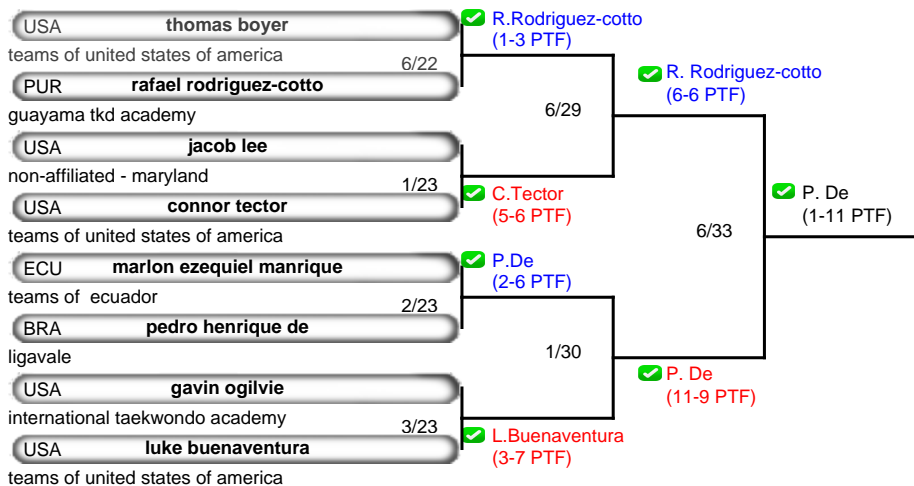 USA thomas boyer
teams of united states of america
6/22
PUR rafael rodriguez-cotto
guayama tkd academy
USA jacob lee
non-affiliated - maryland
1/23
USA connor tector
teams of united states of america
ECU marlon ezequiel manrique
teams of  ecuador
2/23
BRA pedro henrique de
ligavale
USA gavin ogilvie
international taekwondo academy
3/23
USA luke buenaventura
teams of united states of america
R.Rodriguez-cotto
(1-3 PTF)
6/29
C.Tector
(5-6 PTF)
P.De
(2-6 PTF)
1/30
L.Buenaventura
(3-7 PTF)
R. Rodriguez-cotto
(6-6 PTF)
6/33
P. De
(11-9 PTF)
P. De
(1-11 PTF)